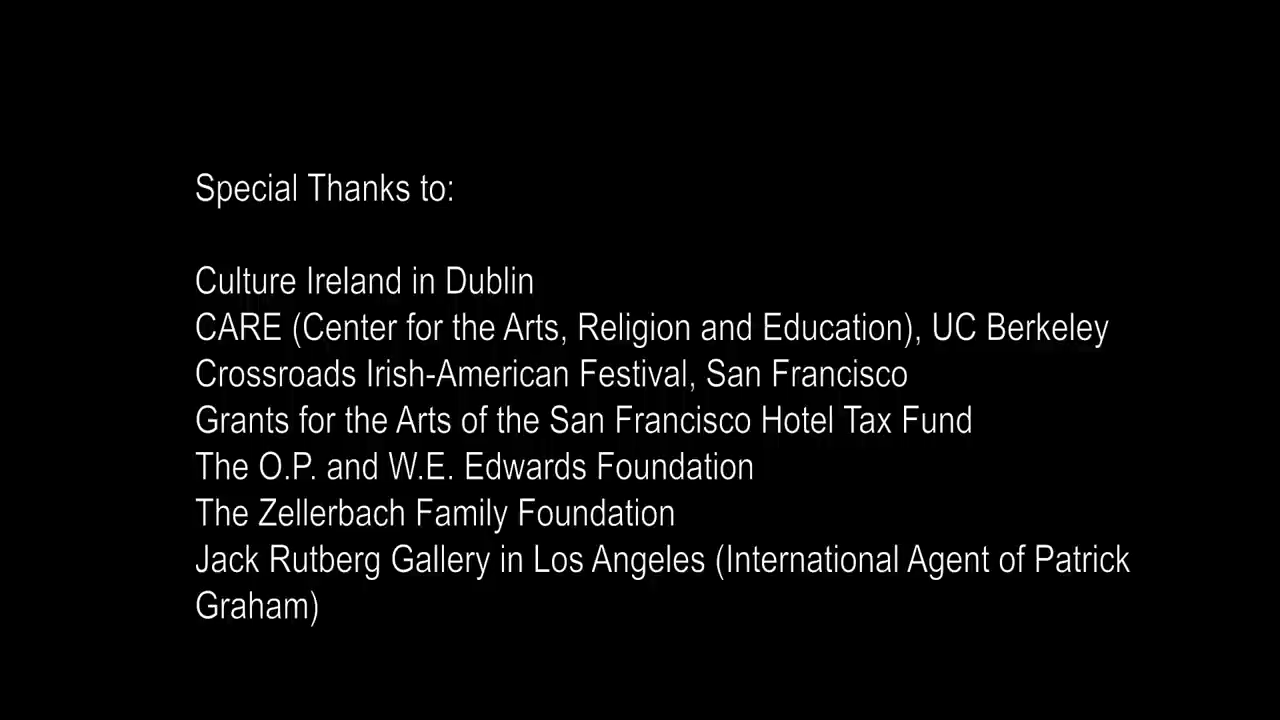 Special Thanks to:
Culture Ireland in Dublin
CARE (Center for the Arts, Religion and Education), UC Berkeley
Crossroads Irish-American Festival, San Francisco
Grants for the Arts of the San Francisco Hotel Tax Fund
The O.P. and W.E. Edwards Foundation
The Zellerbach Family Foundation
Jack Rutberg Gallery in Los Angeles (International Agent of Patrick
Graham)